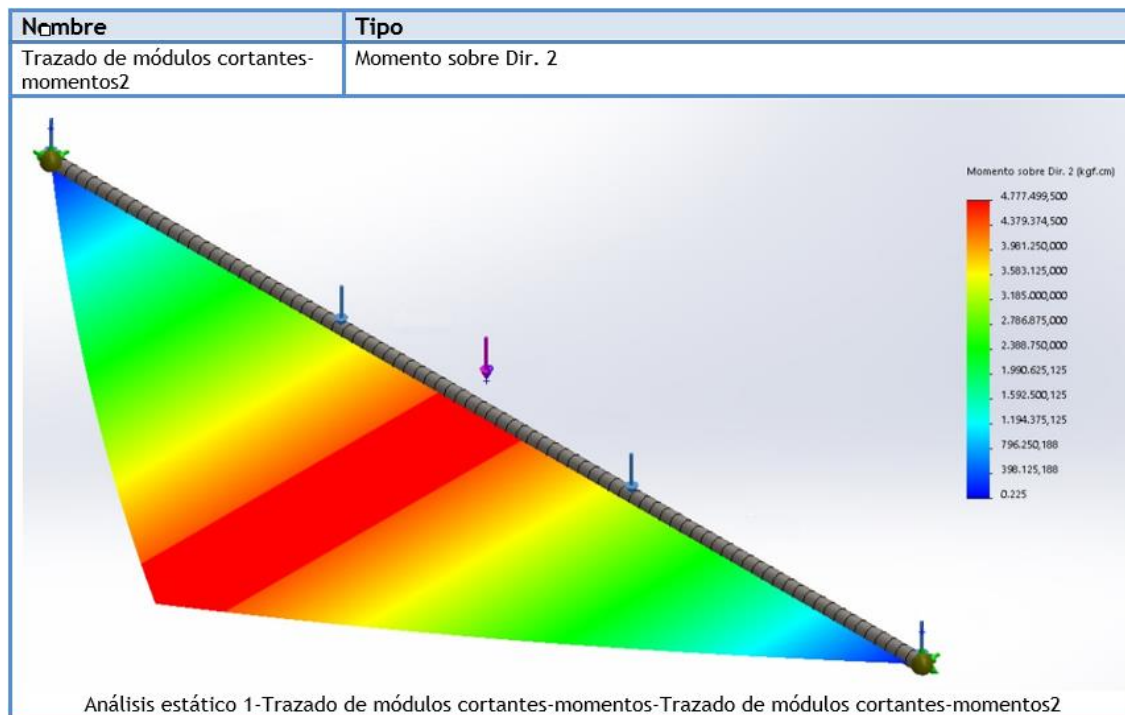 Nombre Tipo
Trazado de módulos cortantes- Momento sobre Dir. 2
momentos2
Momento sobre Dir. 2 (kgf.cm)
4.777.499,500
4.379.374,500
3.981.250,000
3.583.125,000
3.185.000,000
2.786.875,000
2.388.750,000
1.990.625,125
1.592.500,125
1.194.375,125
796.250,188
398.125,188
0.225
Análisis estático 1-Trazado de módulos cortantes-momentos-Trazado de módulos cortantes-momentos2